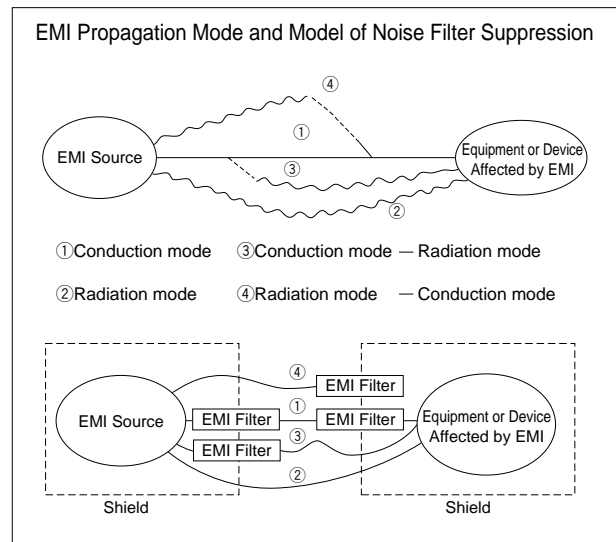 EMI Propagation Mode and Model of Noise Filter Suppression
④
①
EMI Source
Equipment or Device
Affected by EMI
③
②
①Conduction mode ③Conduction mode — Radiation mode
②Radiation mode ④Radiation mode — Conduction mode
④
EMI Filter
①
EMI Source
EMI Filter
EMI Filter
Equipment or Device
Affected by EMI
③
EMI Filter
②
Shield
Shield